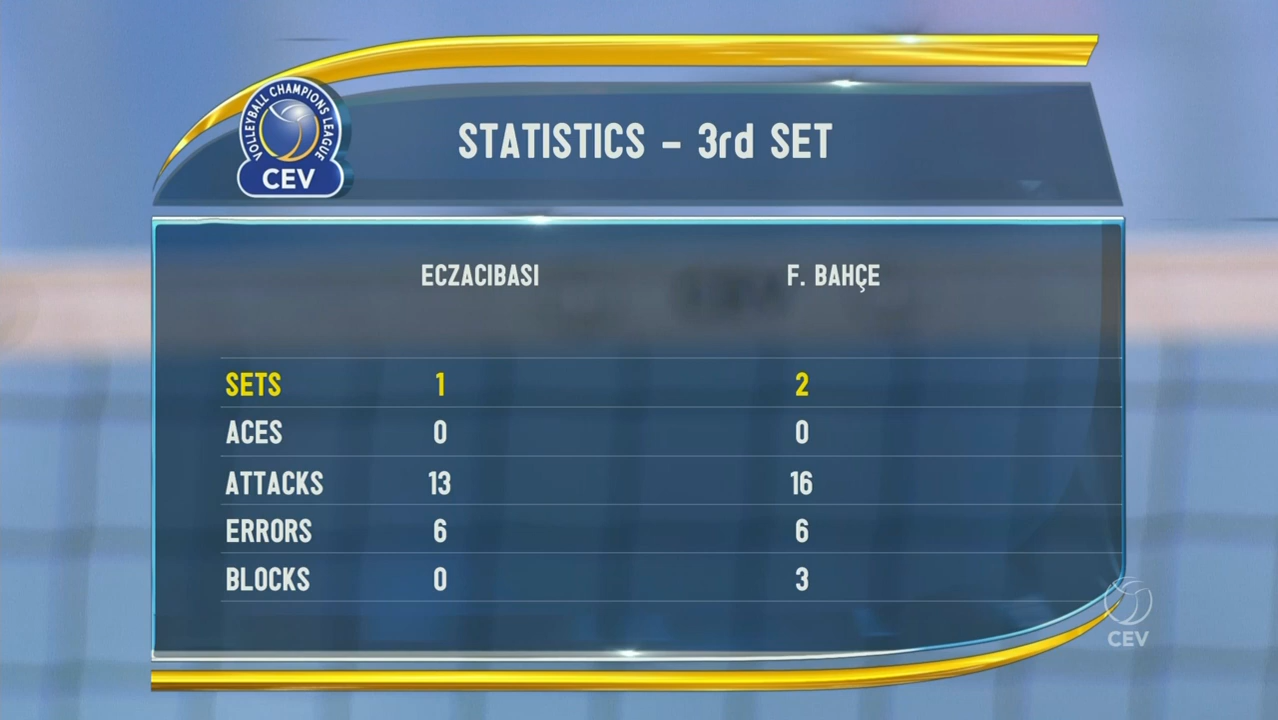 VOLLEYBALL CHAMPIONS LEAGUE
CEV
STATISTICS – 3rd SET
ECZACIBASI F. BAHÇE
SETS 1 2
ACES 0 0
ATTACKS 13 16
ERRORS 6 6
BLOCKS 0 3
CEV